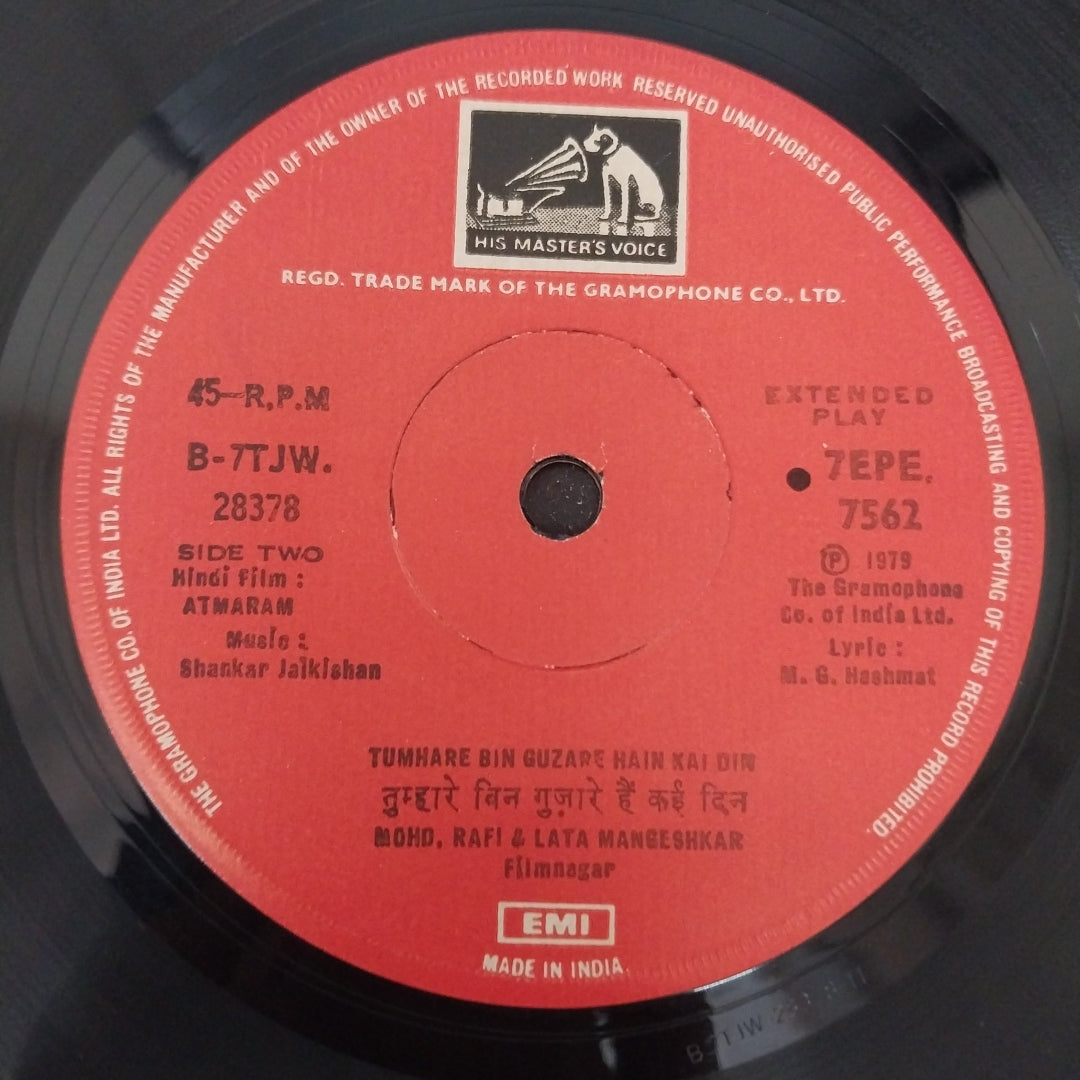 THE GRAMOPHONE CO. OF INDIA LTD. ALL RIGHTS OF THE MANUFACTURER AND OF THE OWNER OF THE RECORDED WORK RESERVED UNAUTHORISED PUBLIC PERFORMANCE BROADCASTING AND COPYING OF THIS RECORD PROHIBITED.
HIS MASTER'S VOICE
REGD. TRADE MARK OF THE GRAMOPHONE CO., LTD.
45-R.P.M
B-7TJW.
28378
SIDE TWO
Hindi Film :
ATMARAM
Music :
Shankar Jaikishan
EXTENDED
PLAY
7EPE.
7562
℗ 1979
The Gramophone
Co. of India Ltd.
Lyric :
M. G. Hashmat
TUMHARE BIN GUZARE HAIN KAI DIN
तुम्हारे बिन गुज़ारे हैं कई दिन
MOHD. RAFI & LATA MANGESHKAR
Filmnagar
EMI
MADE IN INDIA